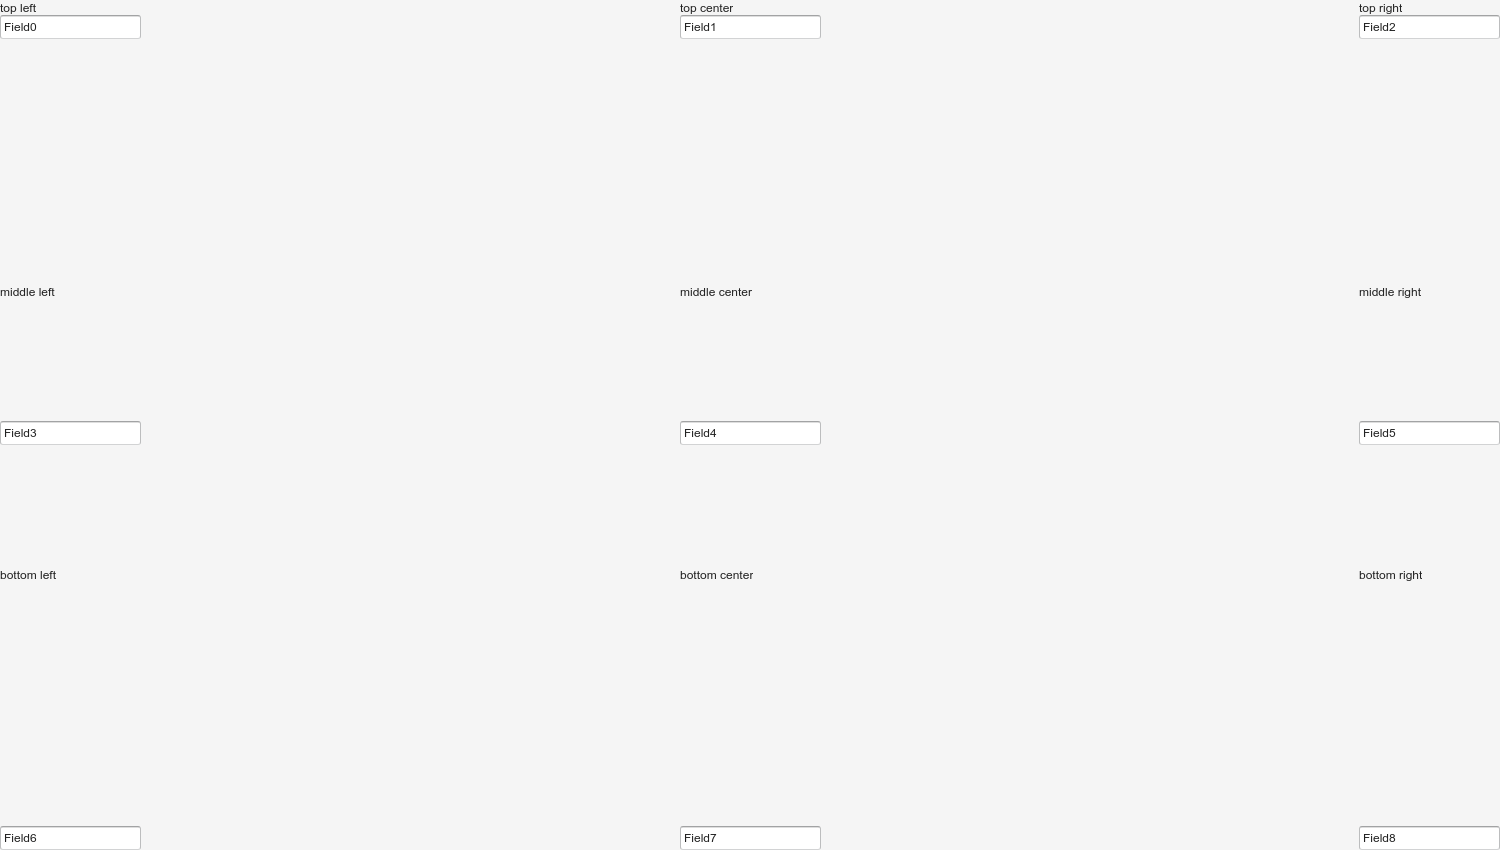 top left
top center
top right
Field0
Field1
Field2
middle left
middle center
middle right
Field3
Field4
Field5
bottom left
bottom center
bottom right
Field6
Field7
Field8